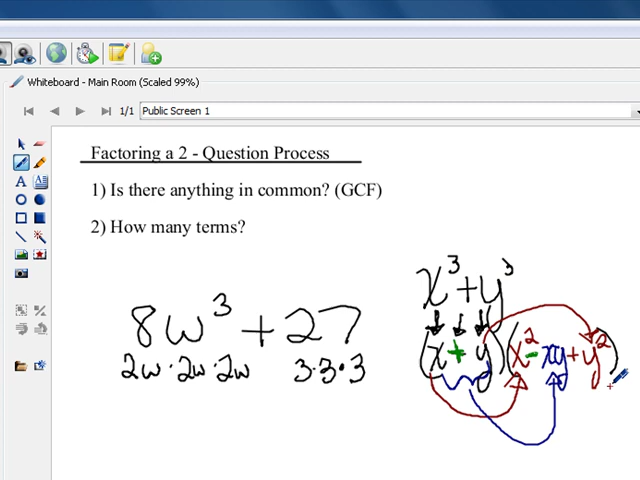 Whiteboard - Main Room (Scaled 99%)
1/1 Public Screen 1
Factoring a 2 - Question Process
1) Is there anything in common? (GCF)
2) How many terms?
x³ + y³
8w³ + 27
(x + y)(x² - xy + y²)
2w · 2w · 2w 3 · 3 · 3